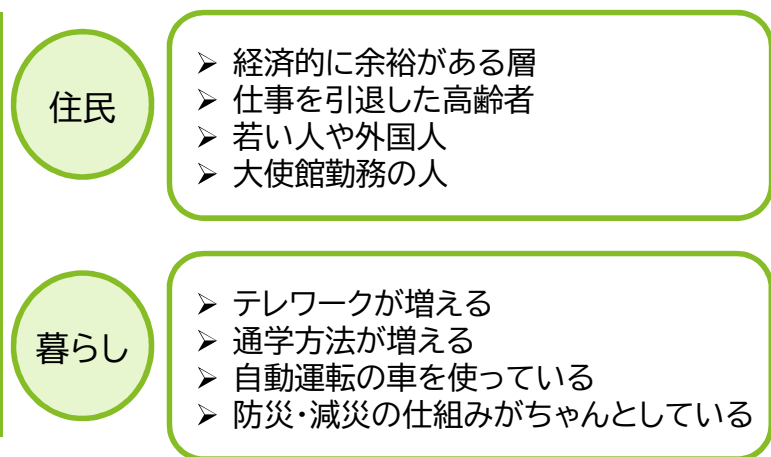 住民
➢ 経済的に余裕がある層
➢ 仕事を引退した高齢者
➢ 若い人や外国人
➢ 大使館勤務の人
暮らし
➢ テレワークが増える
➢ 通学方法が増える
➢ 自動運転の車を使っている
➢ 防災・減災の仕組みがちゃんとしている